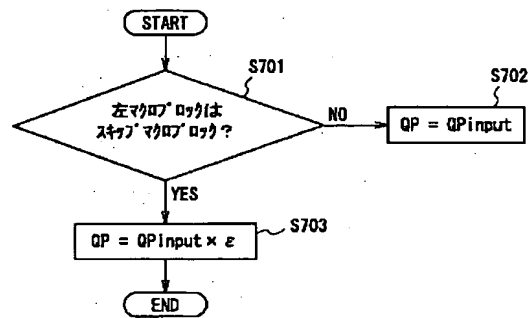 START
S701
左マクロブロックは
スキップマクロブロック?
NO
S702
QP = QPinput
YES
S703
QP = QPinput × ε
END